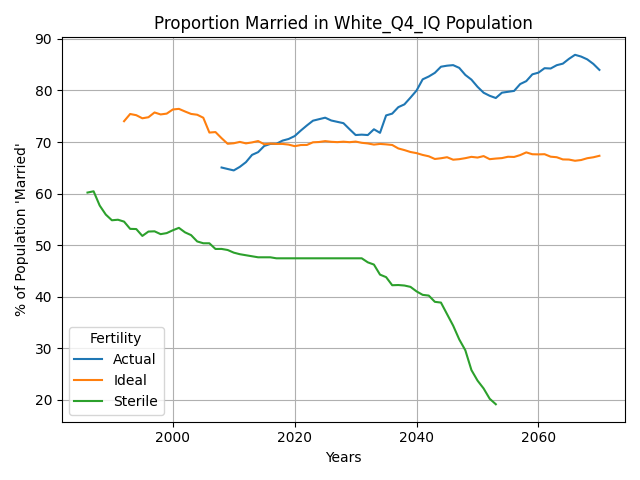 Proportion Married in White_Q4_IQ Population
% of Population 'Married'
90
80
70
60
50
40
30
20
Fertility
Actual
Ideal
Sterile
2000 2020 2040 2060
Years